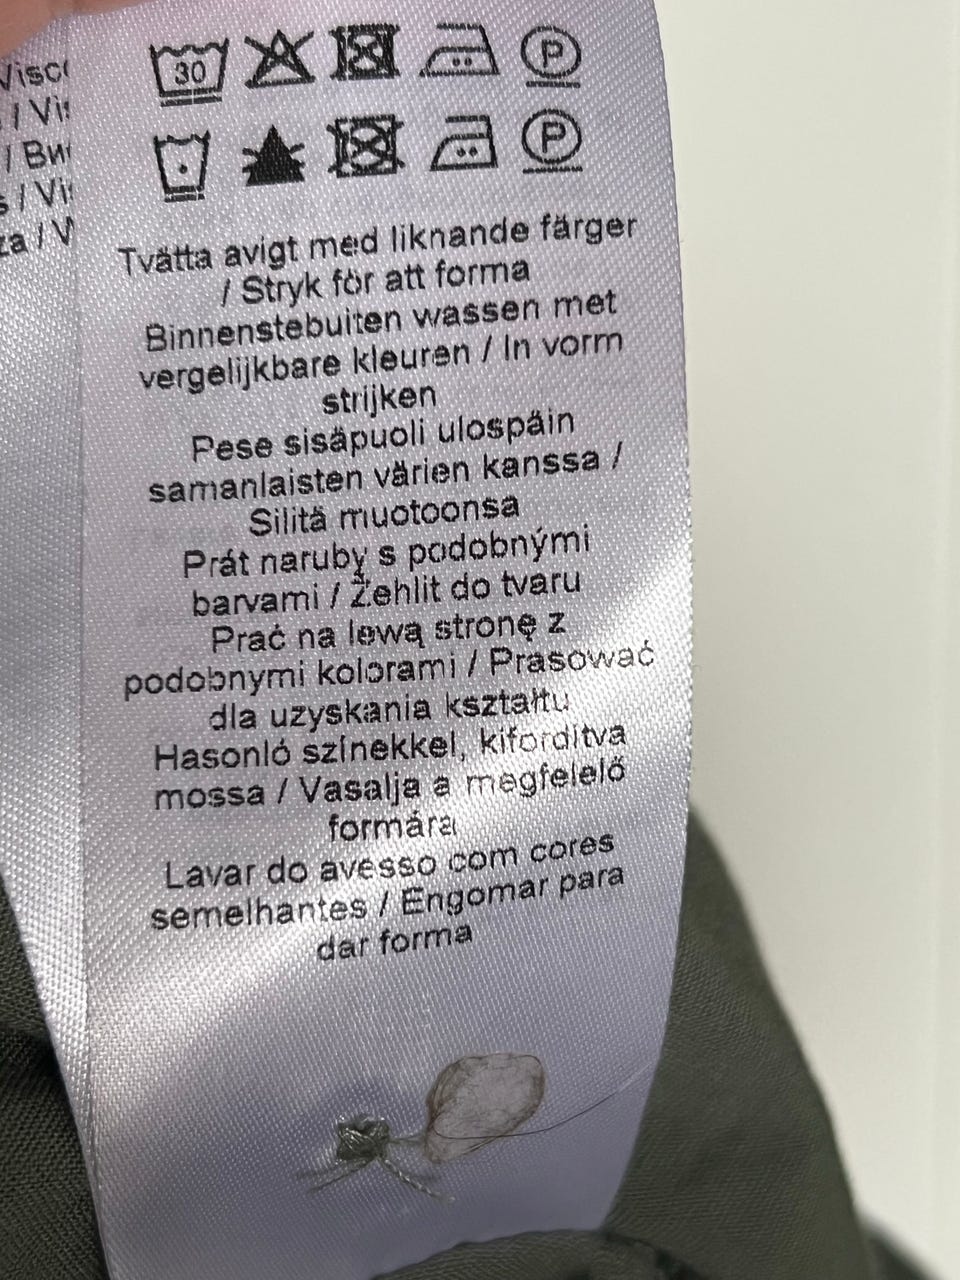 30 P
P
Tvätta avigt med liknande färger
/ Stryk för att forma
Binnenstebuiten wassen met
vergelijkbare kleuren / In vorm
strijken
Pese sisäpuoli ulospäin
samanlaisten värien kanssa /
Silitä muotoonsa
Prát naruby s podobnými
barvami / Žehlit do tvaru
Prać na lewą stronę z
podobnymi kolorami / Prasować
dla uzyskania kształtu
Hasonló színekkel, kifordítva
mossa / Vasalja a megfelelő
formára
Lavar do avesso com cores
semelhantes / Engomar para
dar forma